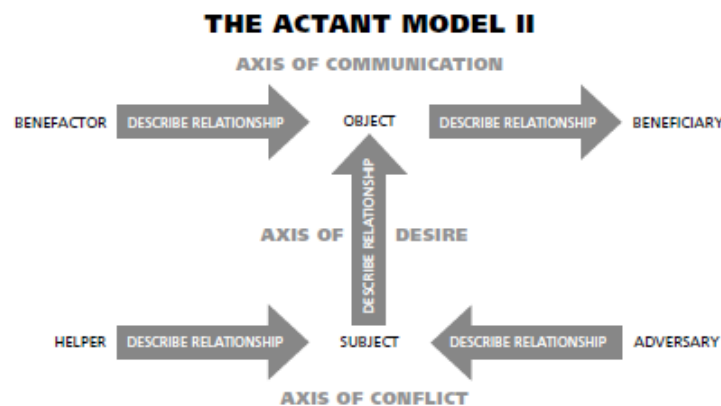 THE ACTANT MODEL II
AXIS OF COMMUNICATION
BENEFACTOR DESCRIBE RELATIONSHIP OBJECT DESCRIBE RELATIONSHIP BENEFICIARY
DESCRIBE RELATIONSHIP
AXIS OF DESIRE
HELPER DESCRIBE RELATIONSHIP SUBJECT DESCRIBE RELATIONSHIP ADVERSARY
AXIS OF CONFLICT